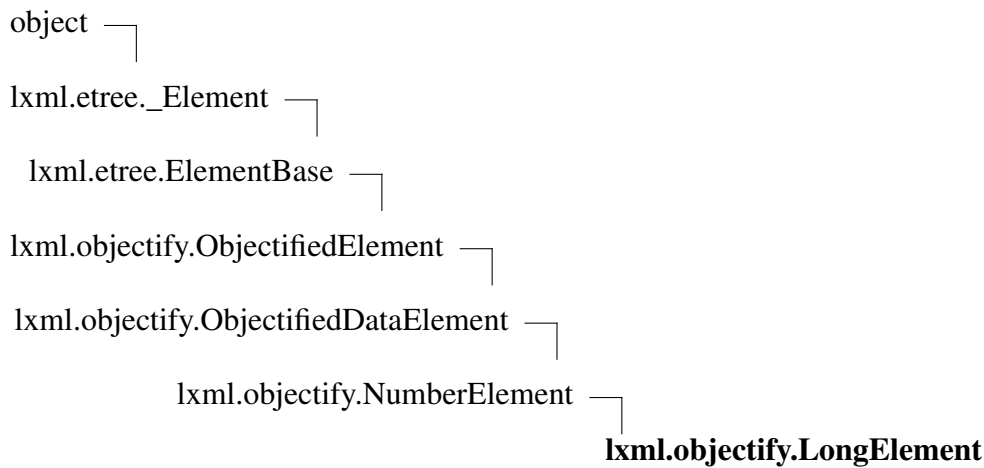 object
lxml.etree._Element
lxml.etree.ElementBase
lxml.objectify.ObjectifiedElement
lxml.objectify.ObjectifiedDataElement
lxml.objectify.NumberElement
lxml.objectify.LongElement